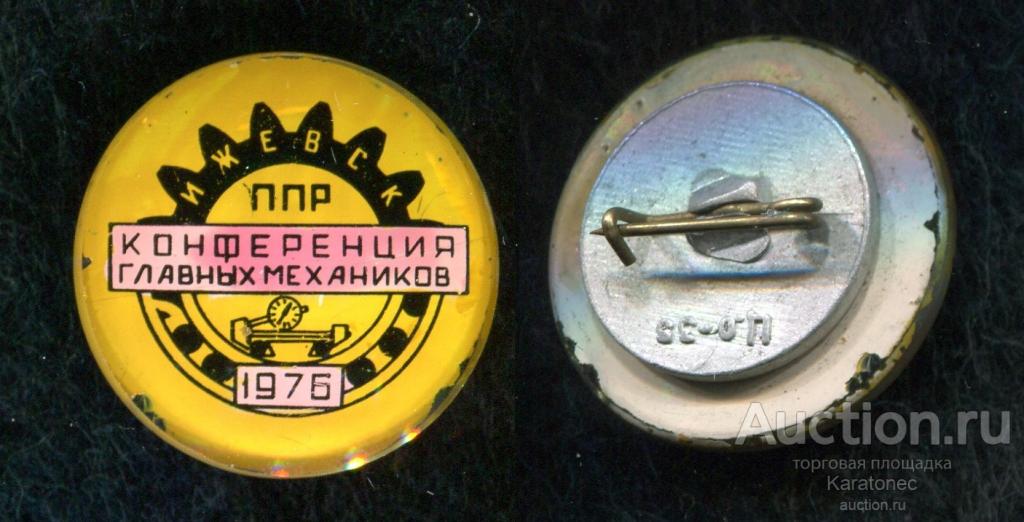 ИЖЕВСК
ППР
КОНФЕРЕНЦИЯ
ГЛАВНЫХ МЕХАНИКОВ
1976
Auction.ru
торговая площадка
Karatonec
auction.ru